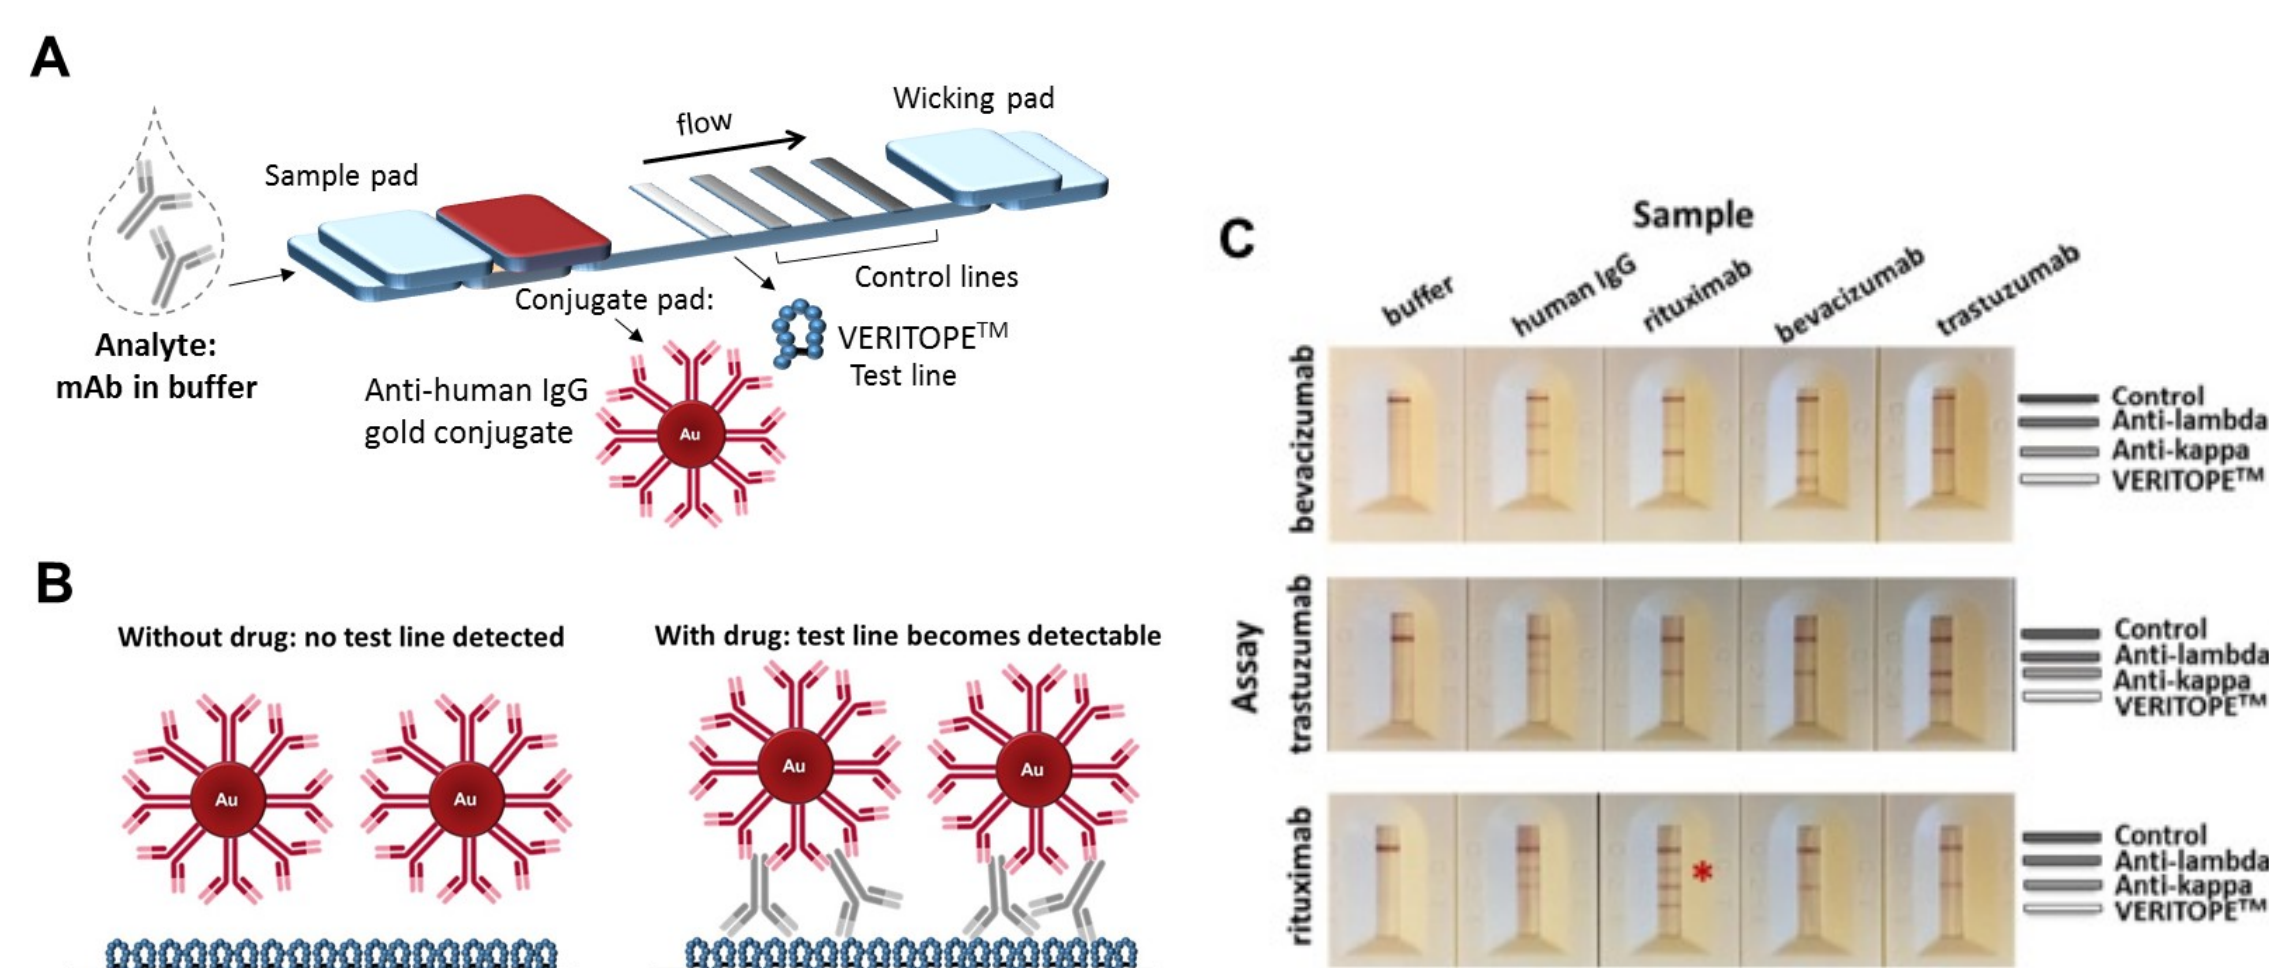 A
Analyte:
mAb in buffer
Sample pad
flow
Wicking pad
Conjugate pad:
Control lines
VERITOPE™
Test line
Anti-human IgG
gold conjugate
Au
B
Without drug: no test line detected
Au
Au
With drug: test line becomes detectable
Au
Au
C
Sample
buffer
human IgG
rituximab
bevacizumab
trastuzumab
Assay
bevacizumab
Control
Anti-lambda
Anti-kappa
VERITOPE™
trastuzumab
Control
Anti-lambda
Anti-kappa
VERITOPE™
rituximab
*
Control
Anti-lambda
Anti-kappa
VERITOPE™